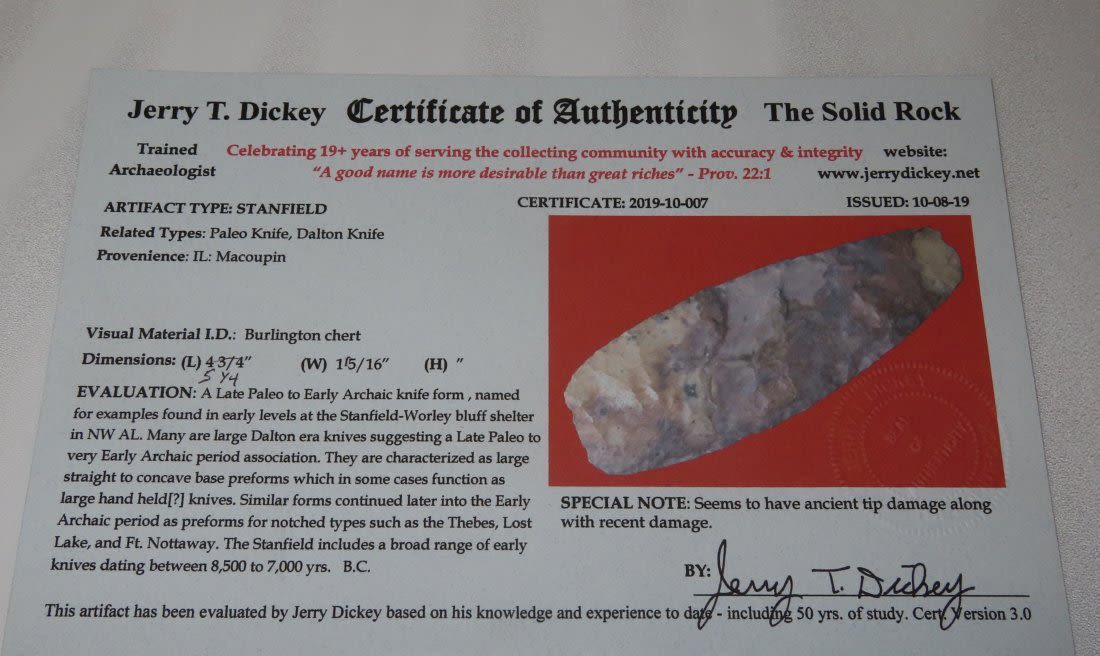 Jerry T. Dickey Certificate of Authenticity The Solid Rock
Trained Archaeologist
Celebrating 19+ years of serving the collecting community with accuracy & integrity
"A good name is more desirable than great riches" - Prov. 22:1
website:
www.jerrydickey.net
ARTIFACT TYPE: STANFIELD
CERTIFICATE: 2019-10-007
ISSUED: 10-08-19
Related Types: Paleo Knife, Dalton Knife
Provenience: IL: Macoupin
Visual Material I.D.: Burlington chert
Dimensions: (L) 4 3/4" (W) 1 15/16" (H) "
5 1/4
EVALUATION: A Late Paleo to Early Archaic knife form , named
for examples found in early levels at the Stanfield-Worley bluff shelter
in NW AL. Many are large Dalton era knives suggesting a Late Paleo to
very Early Archaic period association. They are characterized as large
straight to concave base preforms which in some cases function as
large hand held[?] knives. Similar forms continued later into the Early
Archaic period as preforms for notched types such as the Thebes, Lost
Lake, and Ft. Nottaway. The Stanfield includes a broad range of early
knives dating between 8,500 to 7,000 yrs. B.C.
SPECIAL NOTE: Seems to have ancient tip damage along
with recent damage.
BY: Jerry T. Dickey
This artifact has been evaluated by Jerry Dickey based on his knowledge and experience to date - including 50 yrs. of study. Cert. Version 3.0